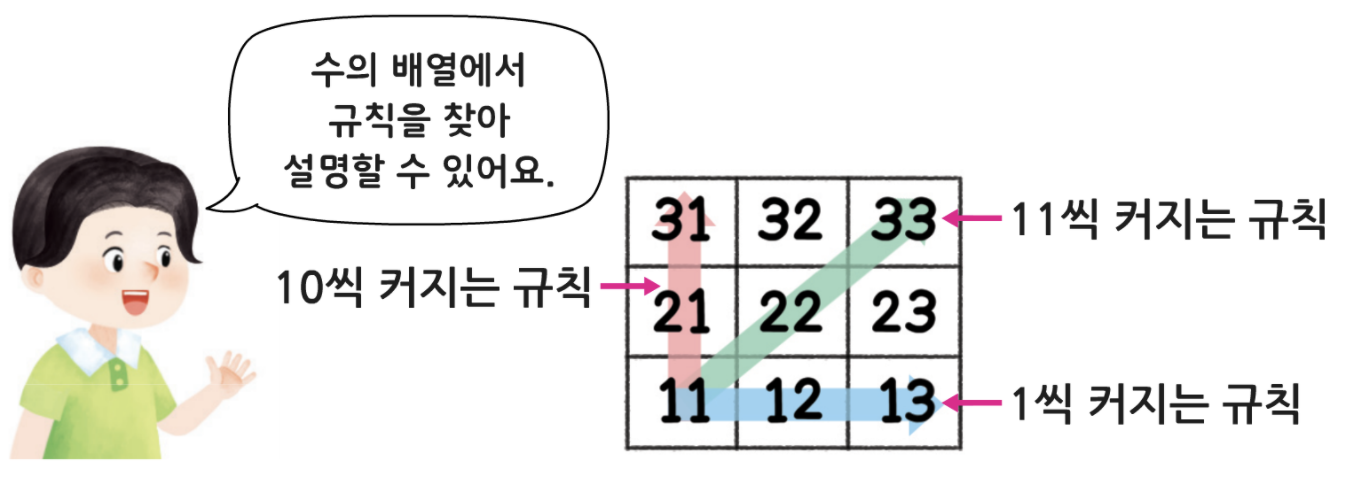 수의 배열에서
규칙을 찾아
설명할 수 있어요.
31 32 33
11씩 커지는 규칙
10씩 커지는 규칙
21 22 23
11 12 13
1씩 커지는 규칙